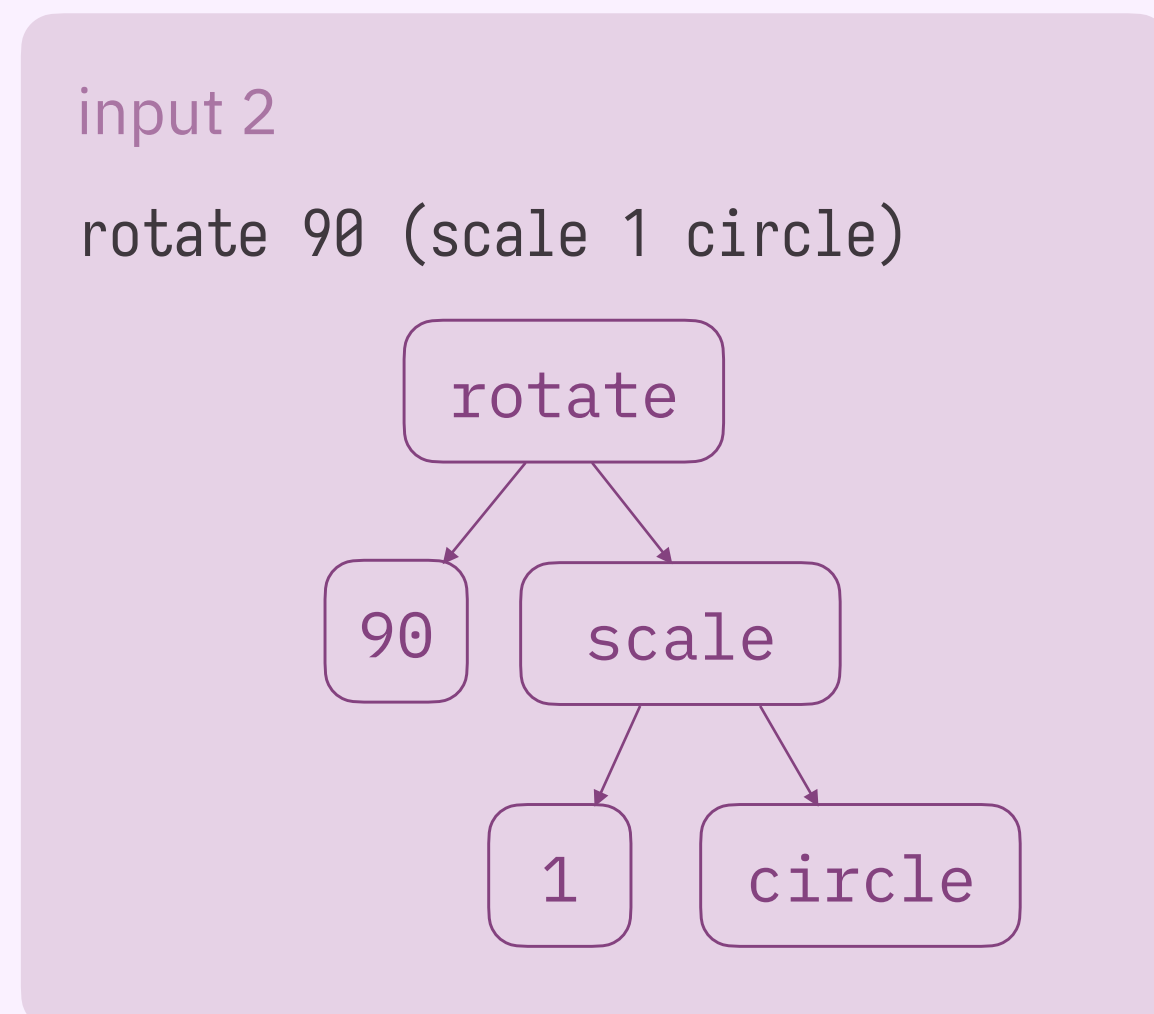 input 2
rotate 90 (scale 1 circle)
rotate
90 scale
1 circle